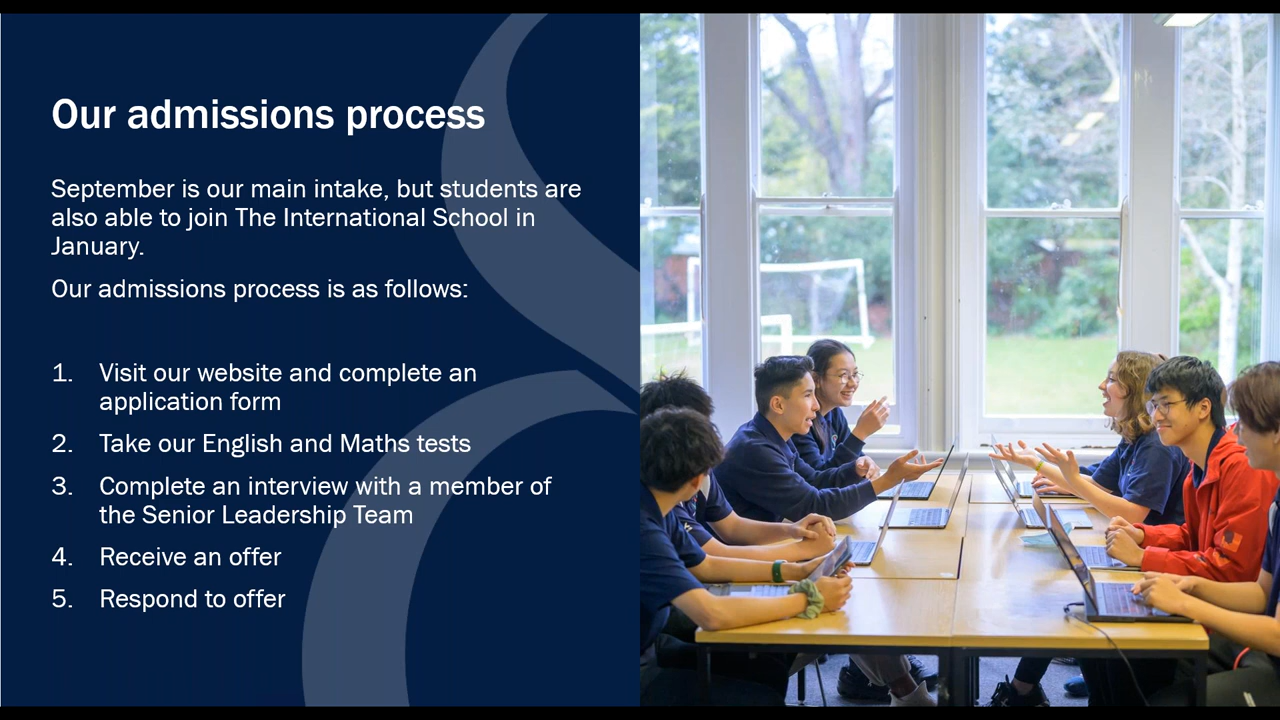 Our admissions process
September is our main intake, but students are
also able to join The International School in
January.
Our admissions process is as follows:
1. Visit our website and complete an
application form
2. Take our English and Maths tests
3. Complete an interview with a member of
the Senior Leadership Team
4. Receive an offer
5. Respond to offer